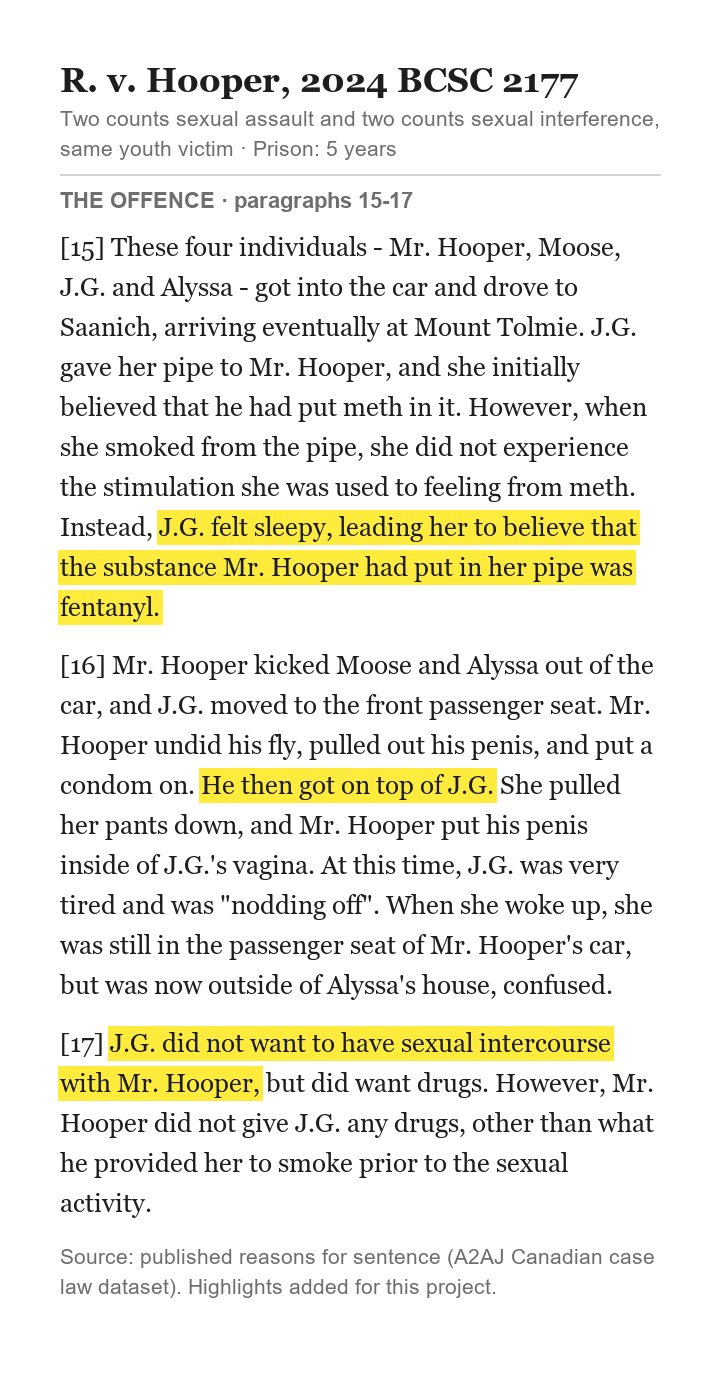 R. v. Hooper, 2024 BCSC 2177
Two counts sexual assault and two counts sexual interference,
same youth victim · Prison: 5 years
THE OFFENCE · paragraphs 15-17
[15] These four individuals - Mr. Hooper, Moose,
J.G. and Alyssa - got into the car and drove to
Saanich, arriving eventually at Mount Tolmie. J.G.
gave her pipe to Mr. Hooper, and she initially
believed that he had put meth in it. However, when
she smoked from the pipe, she did not experience
the stimulation she was used to feeling from meth.
Instead, J.G. felt sleepy, leading her to believe that
the substance Mr. Hooper had put in her pipe was
fentanyl.
[16] Mr. Hooper kicked Moose and Alyssa out of the
car, and J.G. moved to the front passenger seat. Mr.
Hooper undid his fly, pulled out his penis, and put a
condom on. He then got on top of J.G. She pulled
her pants down, and Mr. Hooper put his penis
inside of J.G.'s vagina. At this time, J.G. was very
tired and was "nodding off". When she woke up, she
was still in the passenger seat of Mr. Hooper's car,
but was now outside of Alyssa's house, confused.
[17] J.G. did not want to have sexual intercourse
with Mr. Hooper, but did want drugs. However, Mr.
Hooper did not give J.G. any drugs, other than what
he provided her to smoke prior to the sexual
activity.
Source: published reasons for sentence (A2AJ Canadian case
law dataset). Highlights added for this project.